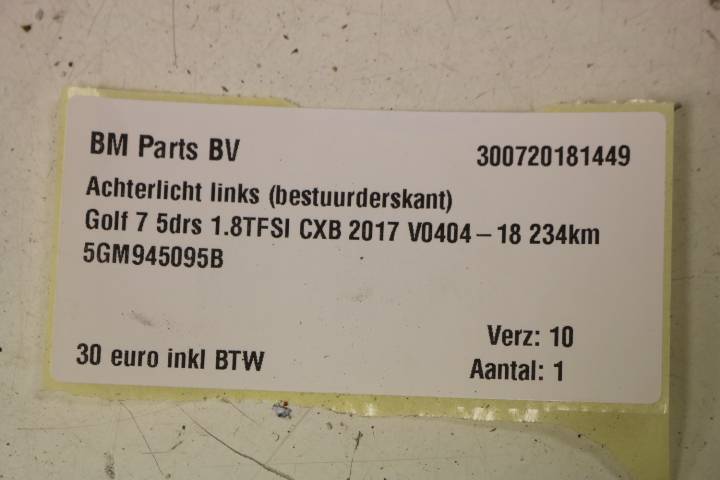 BM Parts BV 300720181449
Achterlicht links (bestuurderskant)
Golf 7 5drs 1.8TFSI CXB 2017 V0404 – 18 234km
5GM945095B
Verz: 10
30 euro inkl BTW Aantal: 1